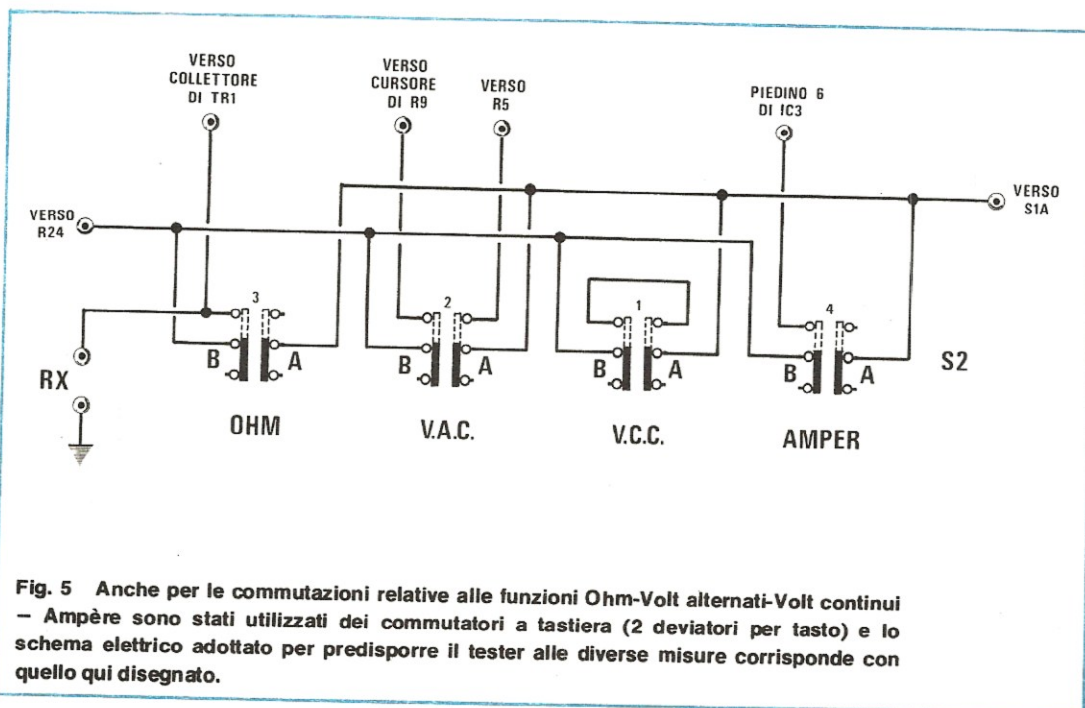 VERSO
COLLETTORE
DI TR1
VERSO
CURSORE
DI R9
VERSO
R5
PIEDINO 6
DI IC3
VERSO
R24
VERSO
S1A
3
2
1
4
B A
B A
B A
B A
S2
RX
OHM
V.A.C.
V.C.C.
AMPER
Fig. 5 Anche per le commutazioni relative alle funzioni Ohm-Volt alternati-Volt continui
— Ampère sono stati utilizzati dei commutatori a tastiera (2 deviatori per tasto) e lo
schema elettrico adottato per predisporre il tester alle diverse misure corrisponde con
quello qui disegnato.